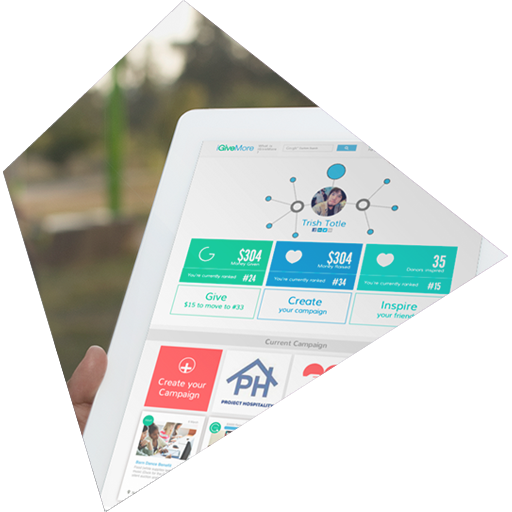 iGiveMore
Trish Totle
$304
Money Given
You're currently ranked #24
$304
Money Raised
You're currently ranked #34
35
Donors Inspired
You're currently ranked #15
Give
$15 to move to #33
Create
your campaign
Inspire
your friend
Current Campaign
Create your
Campaign
PH
PROJECT HOSPITALITY